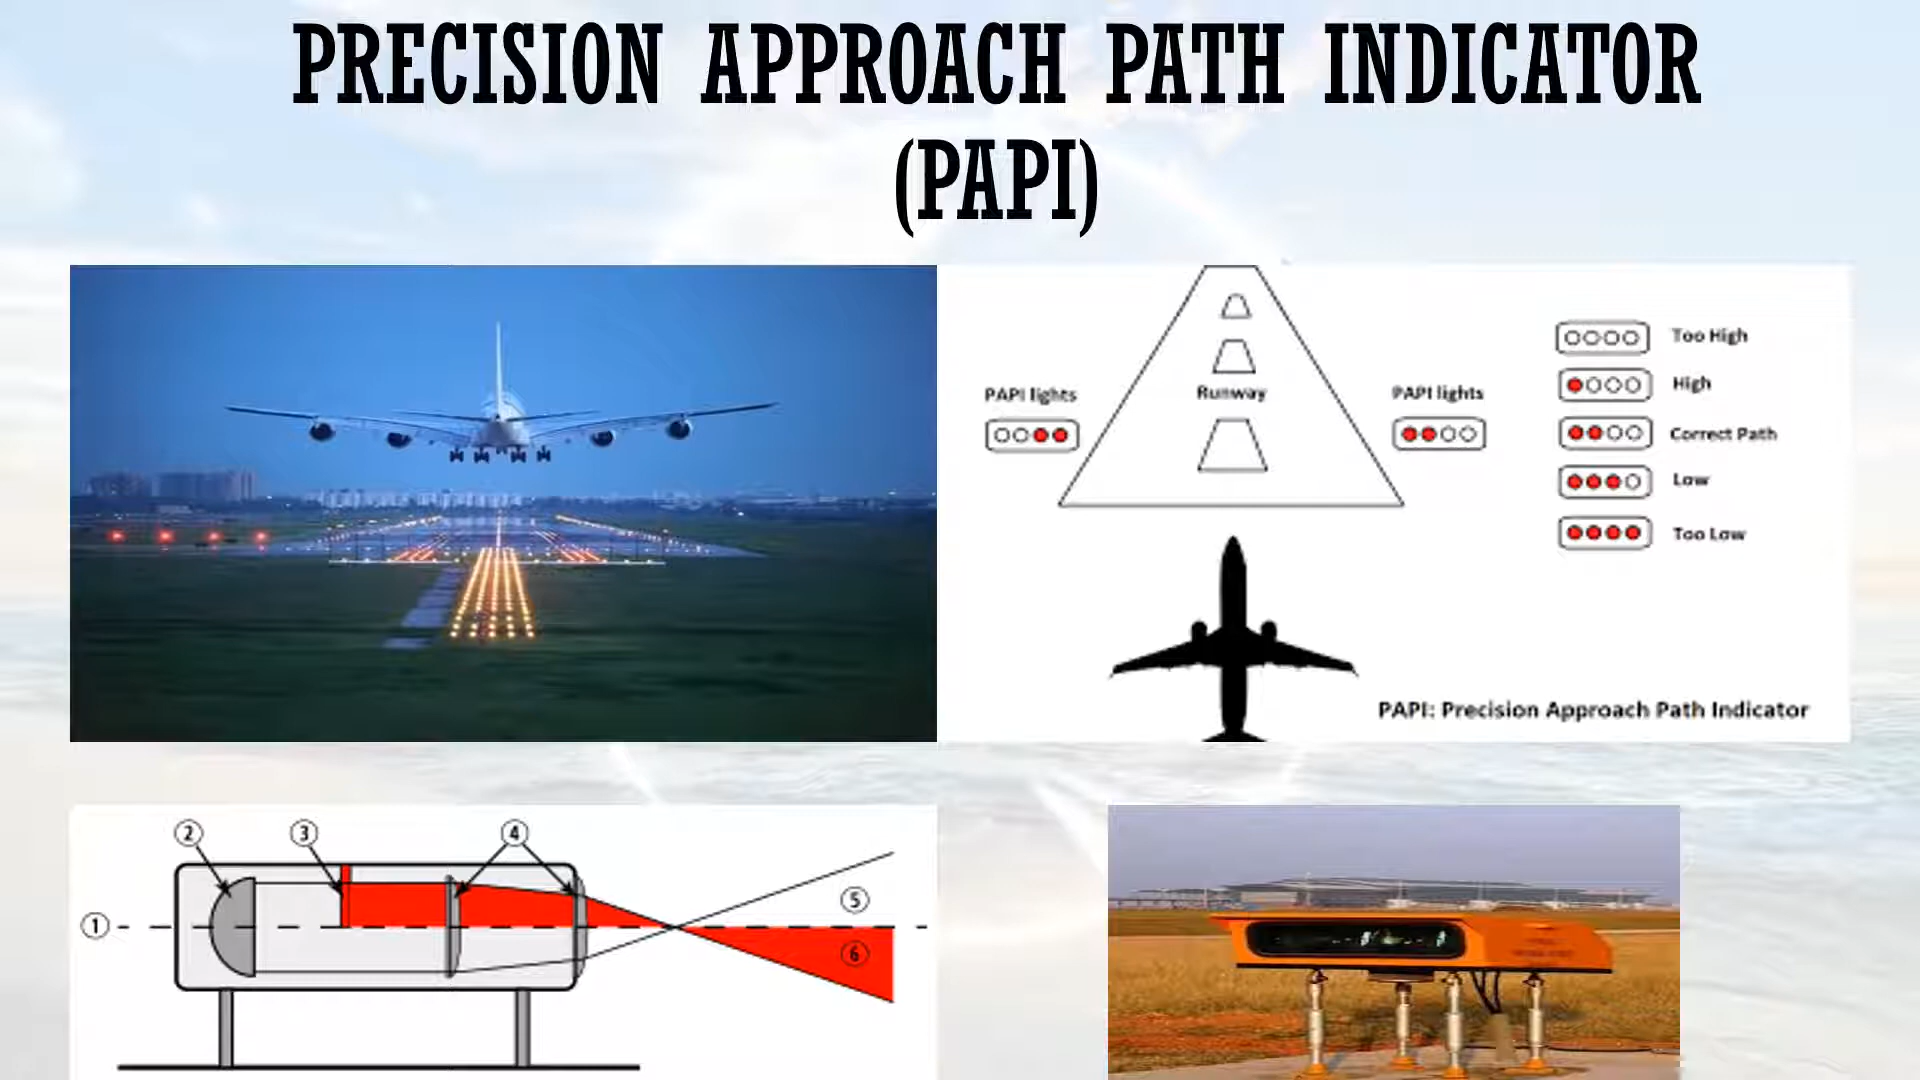 PRECISION APPROACH PATH INDICATOR
(PAPI)
PAPI lights
Runway
PAPI lights
Too High
High
Correct Path
Low
Too Low
PAPI: Precision Approach Path Indicator
2
3
4
1
5
6